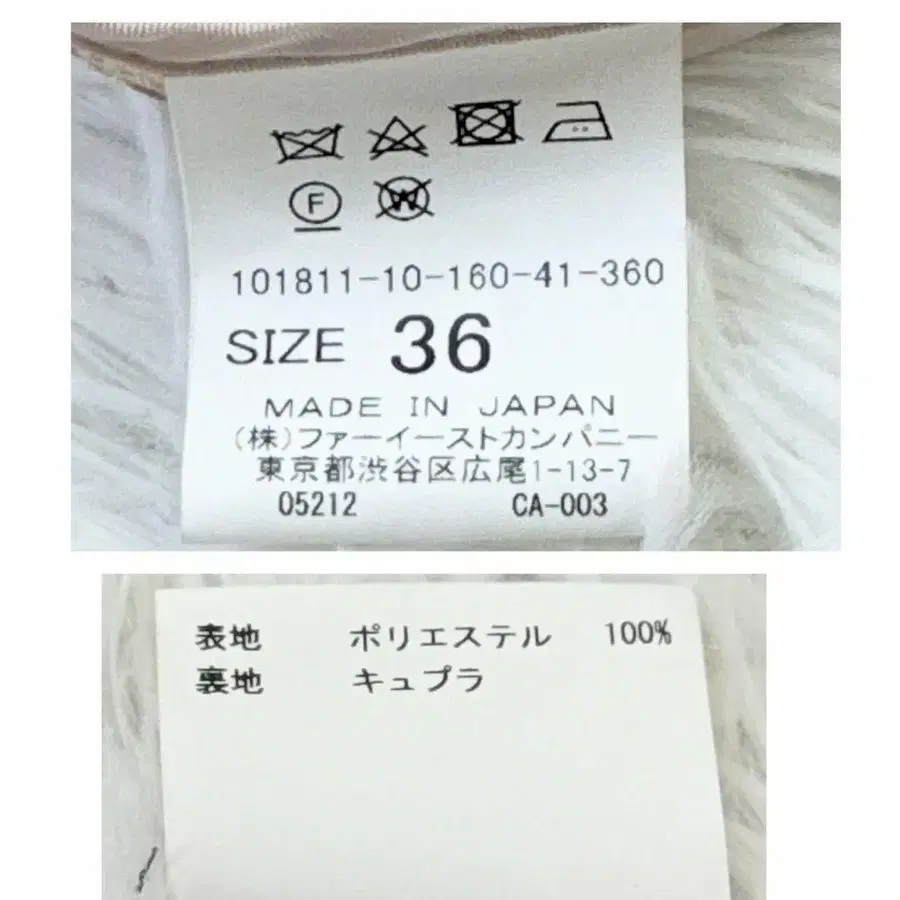 F
W
101811-10-160-41-360
SIZE 36
MADE IN JAPAN
(株)ファーイーストカンパニー
東京都渋谷区広尾1-13-7
05212 CA-003
表地 ポリエステル 100%
裏地 キュプラ